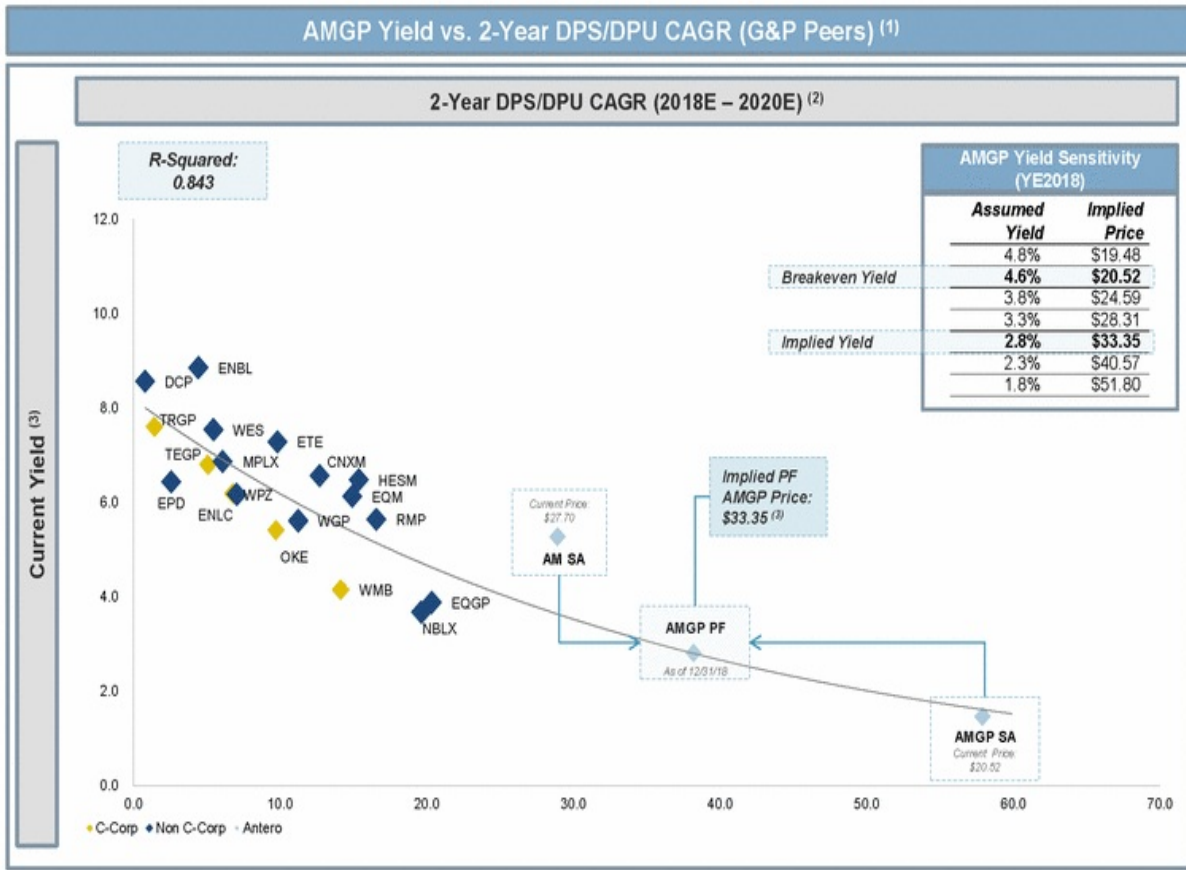 AMGP Yield vs. 2-Year DPS/DPU CAGR (G&P Peers) (1)
2-Year DPS/DPU CAGR (2018E – 2020E) (2)
Current Yield (3)
R-Squared:
0.843
AMGP Yield Sensitivity
(YE2018)
Assumed Implied
Yield Price
4.8% $19.48
Breakeven Yield 4.6% $20.52
3.8% $24.59
3.3% $28.31
Implied Yield 2.8% $33.35
2.3% $40.57
1.8% $51.80
12.0
10.0
8.0
6.0
4.0
2.0
0.0
DCP
ENBL
TRGP
WES
ETE
TEGP
MPLX
CNXM
HESM
EPD
WPZ
EQM
ENLC
WGP
RMP
OKE
WMB
EQGP
NBLX
Current Price:
$27.70
AM SA
Implied PF
AMGP Price:
$33.35 (3)
AMGP PF
As of 12/31/18
AMGP SA
Current Price:
$20.52
0.0 10.0 20.0 30.0 40.0 50.0 60.0 70.0
C-Corp Non C-Corp Antero